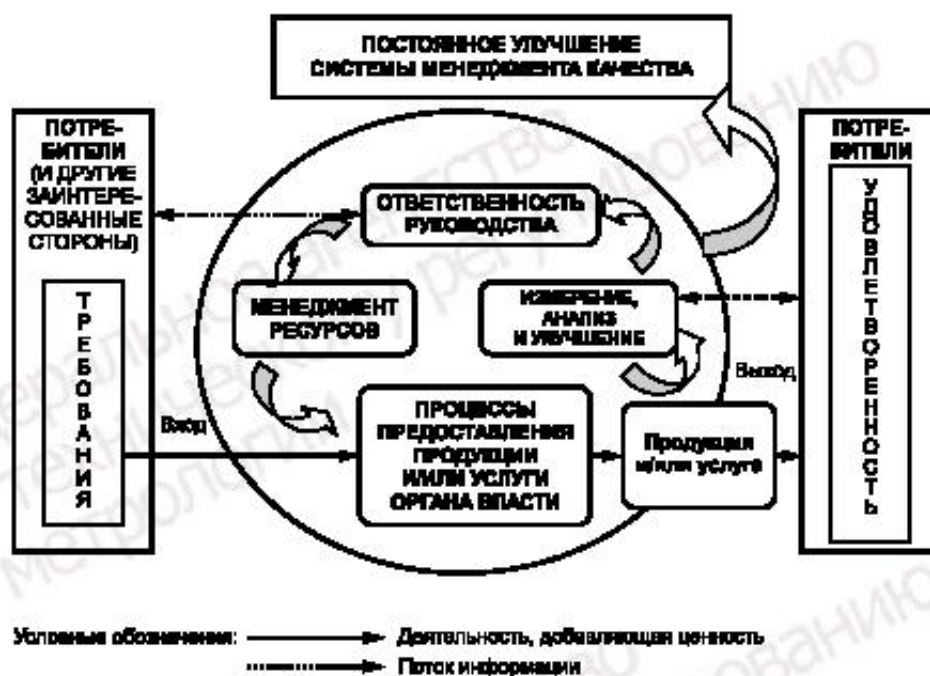 ПОСТОЯННОЕ УЛУЧШЕНИЕ
СИСТЕМЫ МЕНЕДЖМЕНТА КАЧЕСТВА
ПОТРЕ-
БИТЕЛИ
(И ДРУГИЕ
ЗАИНТЕРЕ-
СОВАННЫЕ
СТОРОНЫ)
ТРЕБОВАНИЯ
ОТВЕТСТВЕННОСТЬ
РУКОВОДСТВА
МЕНЕДЖМЕНТ
РЕСУРСОВ
ИЗМЕРЕНИЕ,
АНАЛИЗ
И УЛУЧШЕНИЕ
Вход
ПРОЦЕССЫ
ПРЕДОСТАВЛЕНИЯ
ПРОДУКЦИИ
И/ИЛИ УСЛУГИ
ОРГАНА ВЛАСТИ
Выход
Продукция
и/или услуга
ПОТРЕ-
БИТЕЛИ
УДОВЛЕТВОРЕННОСТЬ
Условные обозначения:
Деятельность, добавляющая ценность
Поток информации